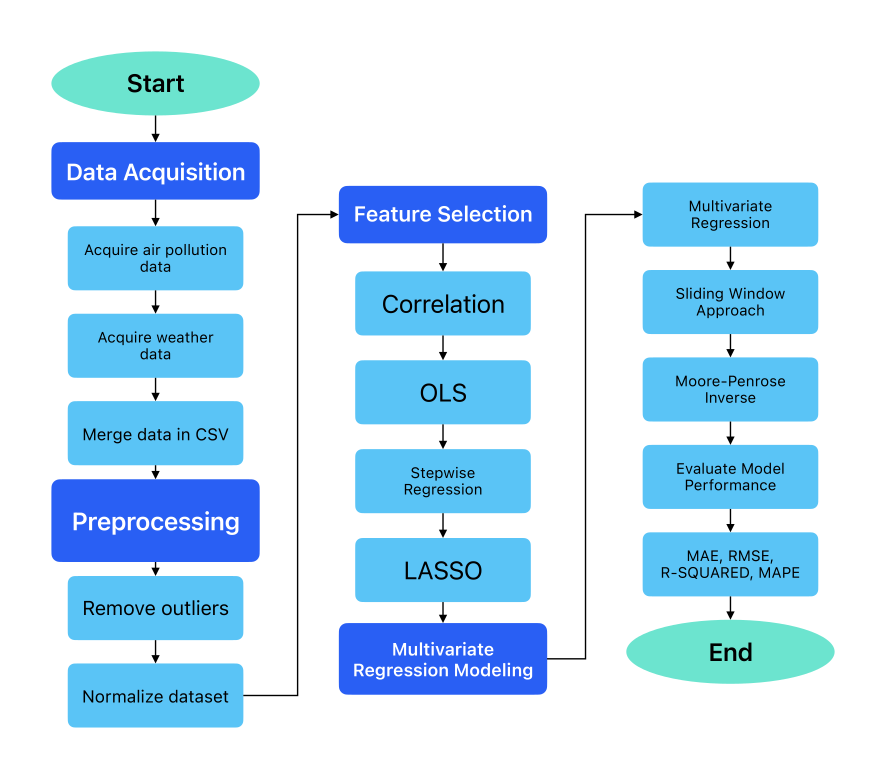 Start
Data Acquisition
Acquire air pollution
data
Acquire weather
data
Merge data in CSV
Preprocessing
Remove outliers
Normalize dataset
Feature Selection
Correlation
OLS
Stepwise
Regression
LASSO
Multivariate
Regression Modeling
Multivariate
Regression
Sliding Window
Approach
Moore-Penrose
Inverse
Evaluate Model
Performance
MAE, RMSE,
R-SQUARED, MAPE
End